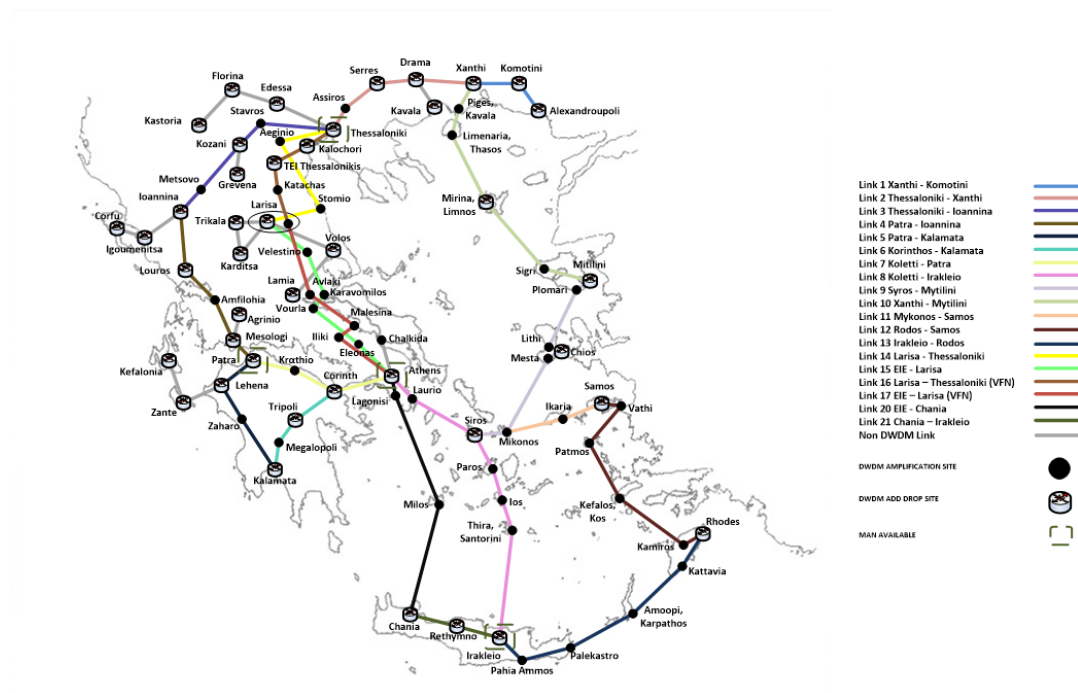 Florina
Edessa
Kastoria
Stavros
Aeginio
Kozani
Grevena
Metsovo
Ioannina
Corfu
Igoumenitsa
Serres
Drama
Xanthi
Komotini
Assiros
Kavala
Piges,
Kavala
Alexandroupoli
Thessaloniki
Kalochori
Limenaria,
Thasos
TEI Thessalonikis
Katachas
Larisa
Stomio
Trikala
Karditsa
Volos
Velestino
Mirina,
Limnos
Louros
Lamia
Avlaki
Karavomilos
Vourla
Malesina
Sigri
Mitilini
Plomari
Amfilohia
Agrinio
Mesologi
Iliki
Eleonas
Chalkida
Lithi
Mesta
Chios
Patra
Krathio
Corinth
Athens
Kefalonia
Lehena
Lagonisi
Laurio
Zante
Tripoli
Zaharo
Megalopoli
Kalamata
Samos
Ikaria
Vathi
Siros
Mikonos
Patmos
Paros
Ios
Milos
Thira,
Santorini
Kefalos,
Kos
Rhodes
Kamiros
Kattavia
Amoopi,
Karpathos
Chania
Rethymno
Irakleio
Pahia Ammos
Palekastro
Link 1 Xanthi - Komotini
Link 2 Thessaloniki - Xanthi
Link 3 Thessaloniki - Ioannina
Link 4 Patra - Ioannina
Link 5 Patra - Kalamata
Link 6 Korinthos - Kalamata
Link 7 Koletti - Patra
Link 8 Koletti - Irakleio
Link 9 Syros - Mytilini
Link 10 Xanthi - Mytilini
Link 11 Mykonos - Samos
Link 12 Rodos - Samos
Link 13 Irakleio - Rodos
Link 14 Larisa - Thessaloniki
Link 15 EIE - Larisa
Link 16 Larisa – Thessaloniki (VFN)
Link 17 EIE – Larisa (VFN)
Link 20 EIE - Chania
Link 21 Chania – Irakleio
Non DWDM Link
DWDM AMPLIFICATION SITE
DWDM ADD DROP SITE
MAN AVAILABLE